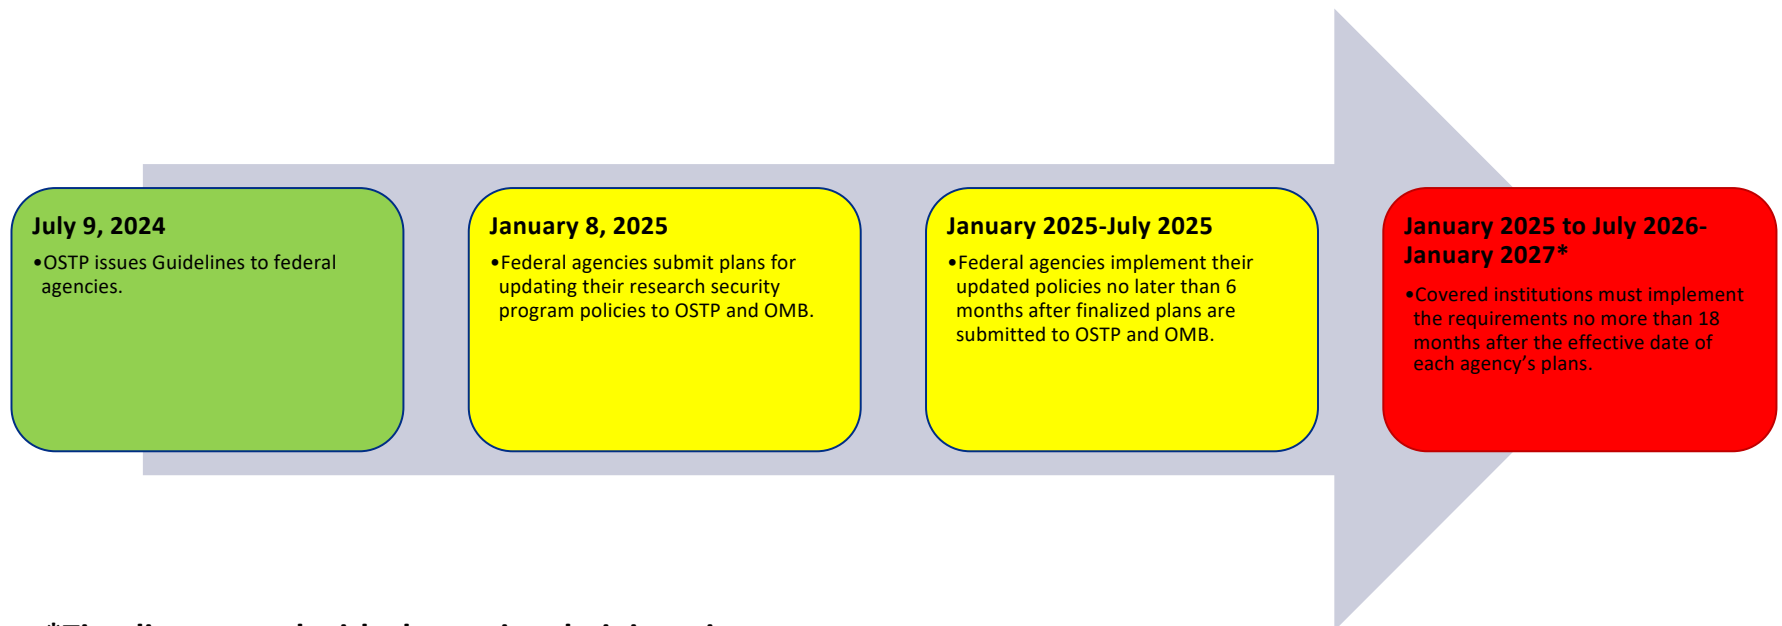 July 9, 2024
•OSTP issues Guidelines to federal
agencies.
January 8, 2025
•Federal agencies submit plans for
updating their research security
program policies to OSTP and OMB.
January 2025-July 2025
•Federal agencies implement their
updated policies no later than 6
months after finalized plans are
submitted to OSTP and OMB.
January 2025 to July 2026-
January 2027*
•Covered institutions must implement
the requirements no more than 18
months after the effective date of
each agency's plans.